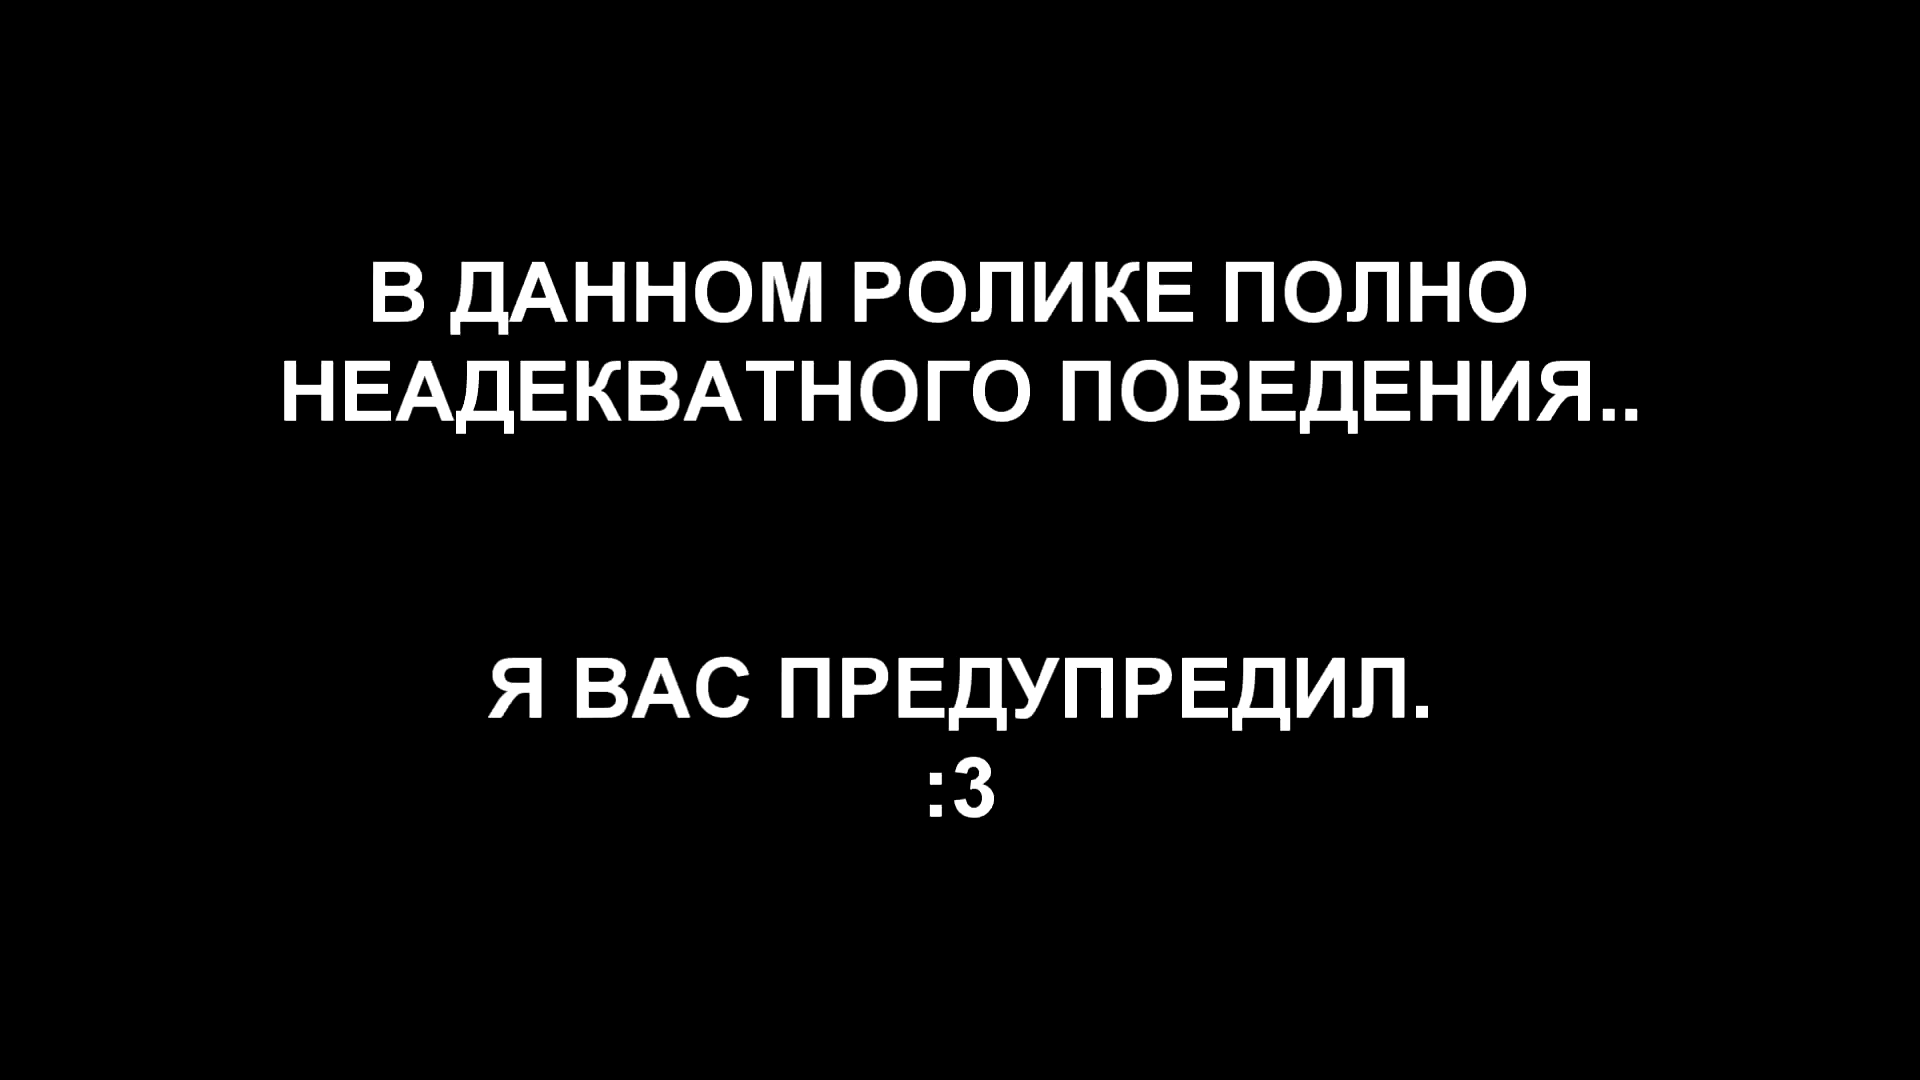 В ДАННОМ РОЛИКЕ ПОЛНО
НЕАДЕКВАТНОГО ПОВЕДЕНИЯ..
Я ВАС ПРЕДУПРЕДИЛ.
:3